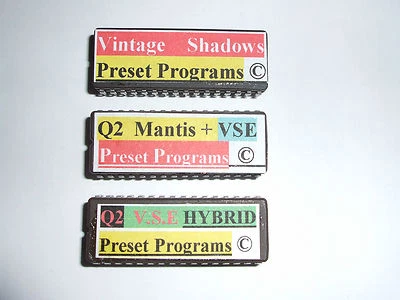 Vintage Shadows
Preset Programs ©
Q2 Mantis + VSE
Preset Programs ©
Q2 V.S.E HYBRID
Preset Programs ©